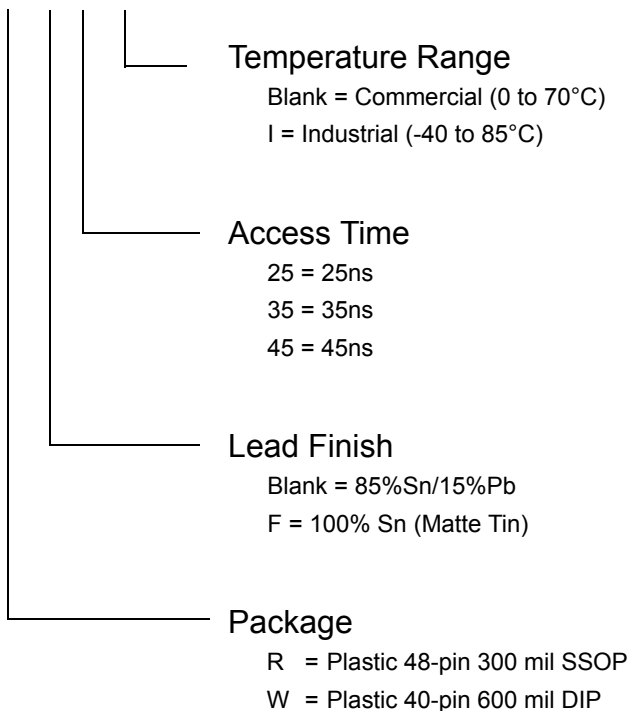 Temperature Range
Blank = Commercial (0 to 70°C)
I = Industrial (-40 to 85°C)
Access Time
25 = 25ns
35 = 35ns
45 = 45ns
Lead Finish
Blank = 85%Sn/15%Pb
F = 100% Sn (Matte Tin)
Package
R = Plastic 48-pin 300 mil SSOP
W = Plastic 40-pin 600 mil DIP